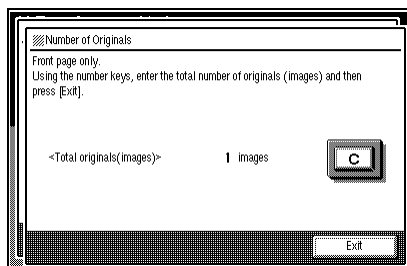 Number of Originals
Front page only.
Using the number keys, enter the total number of originals (images) and then
press [Exit].
<Total originals(images)> 1 images C
Exit